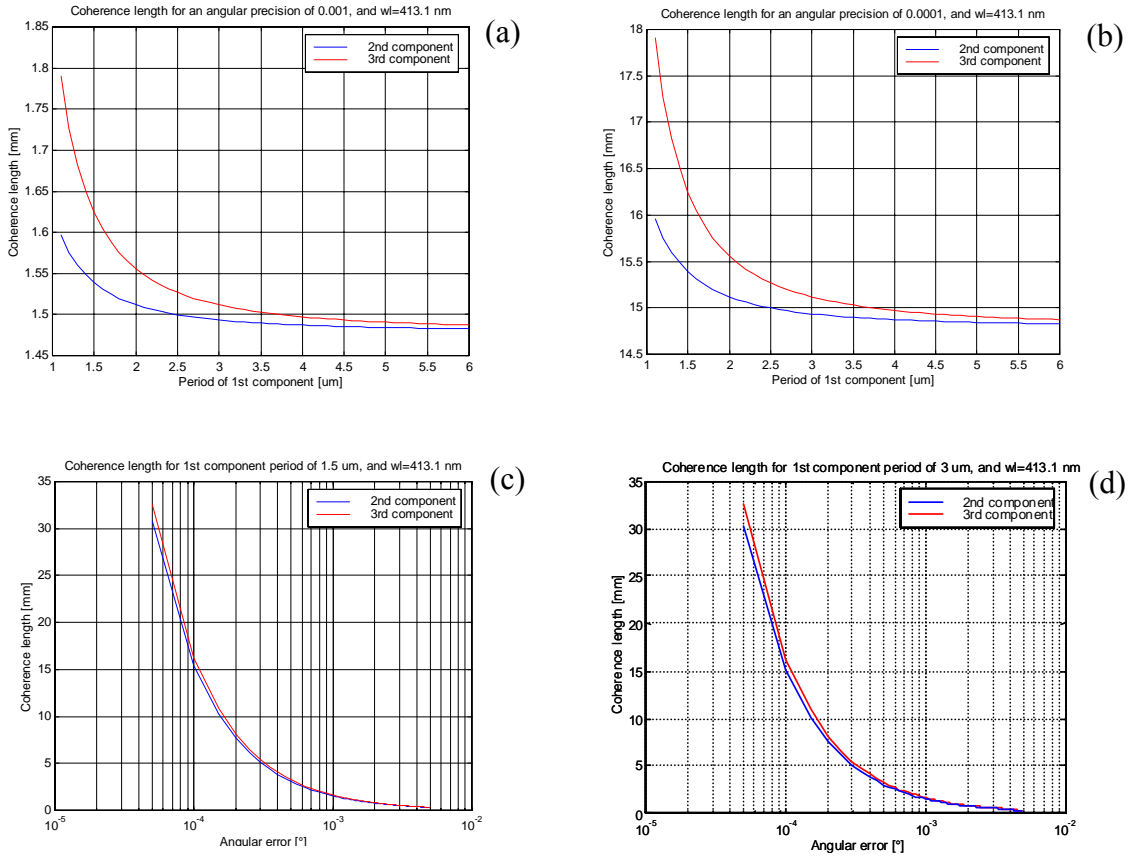 Coherence length for an angular precision of 0.001, and wl=413.1 nm
(a)
2nd component
3rd component
1.85
1.8
1.75
1.7
1.65
1.6
1.55
1.5
1.45
Coherence length [mm]
1 1.5 2 2.5 3 3.5 4 4.5 5 5.5 6
Period of 1st component [um]
Coherence length for an angular precision of 0.0001, and wl=413.1 nm
(b)
2nd component
3rd component
18
17.5
17
16.5
16
15.5
15
14.5
Coherence length [mm]
1 1.5 2 2.5 3 3.5 4 4.5 5 5.5 6
Period of 1st component [um]
Coherence length for 1st component period of 1.5 um, and wl=413.1 nm
(c)
2nd component
3rd component
35
30
25
20
15
10
5
0
Coherence length [mm]
10^-5 10^-4 10^-3 10^-2
Angular error [°]
Coherence length for 1st component period of 3 um, and wl=413.1 nm
(d)
2nd component
3rd component
35
30
25
20
15
10
5
0
Coherence length [mm]
10^-5 10^-4 10^-3 10^-2
Angular error [°]